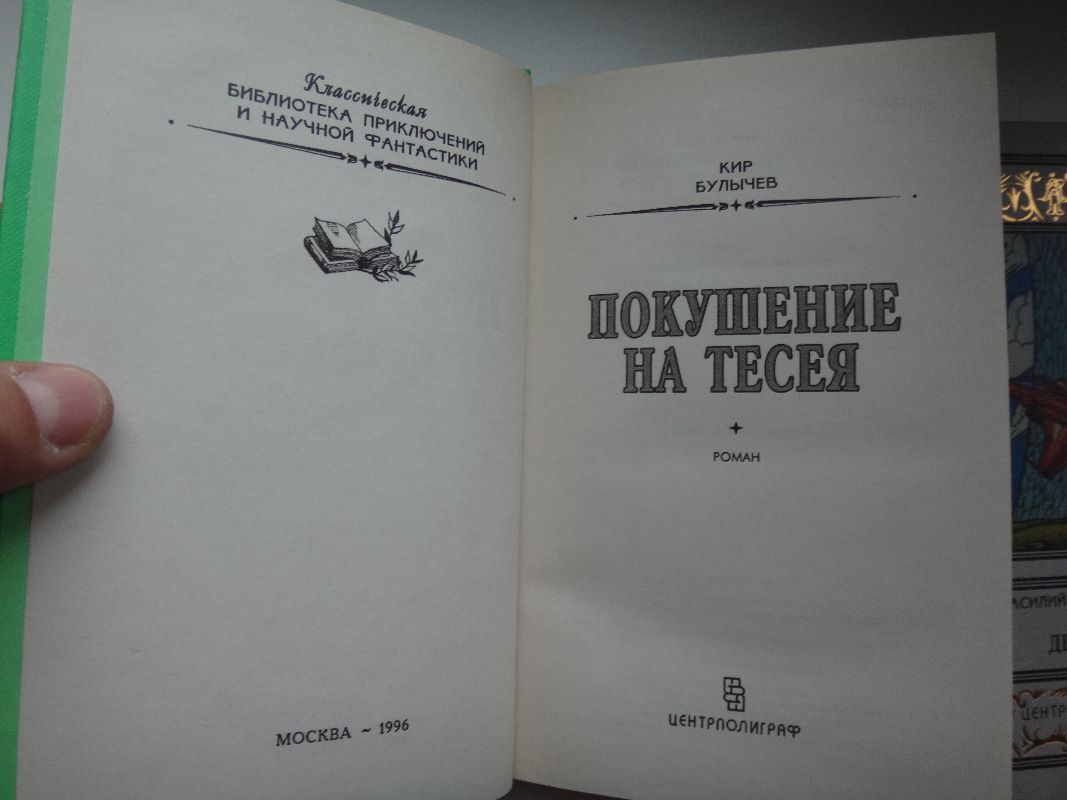 Классическая
БИБЛИОТЕКА ПРИКЛЮЧЕНИЙ
И НАУЧНОЙ ФАНТАСТИКИ
МОСКВА ~ 1996
КИР
БУЛЫЧЕВ
ПОКУШЕНИЕ
НА ТЕСЕЯ
РОМАН
ЦЕНТРПОЛИГРАФ